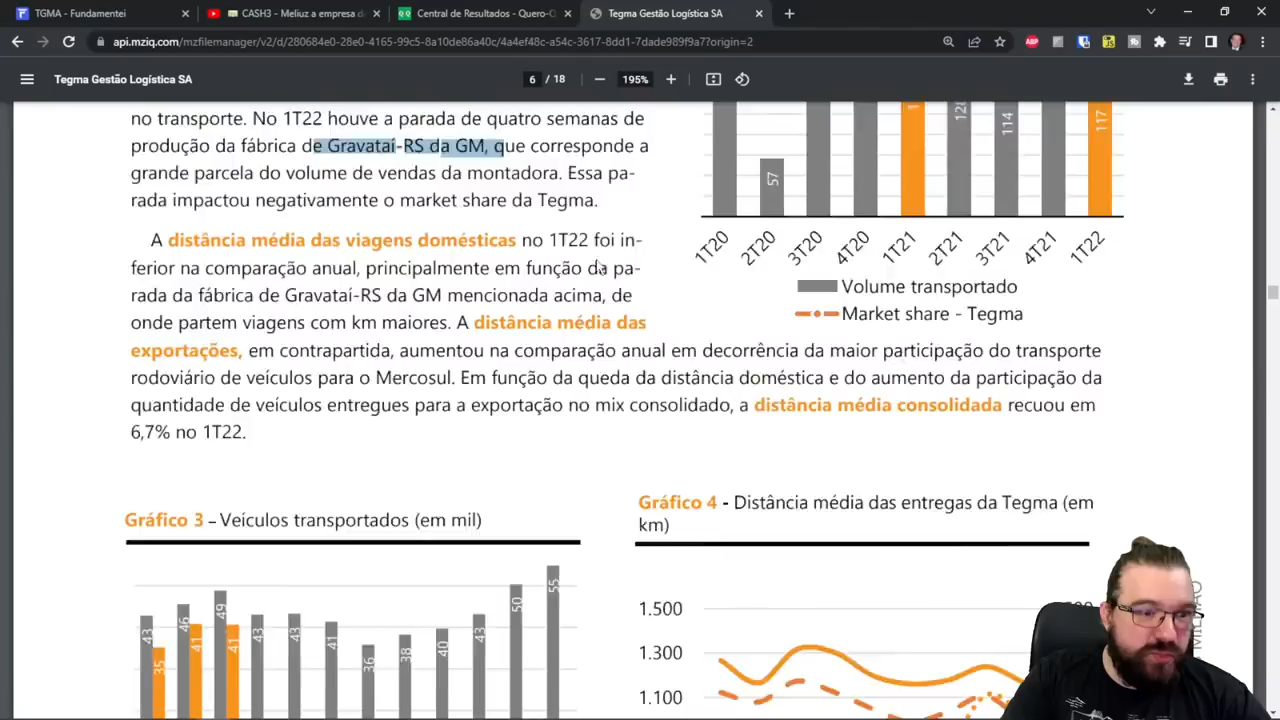 TGMA - Fundamentei
CASH3 - Meliuz a empresa d
Central de Resultados - Quero-Q
Tegma Gestão Logística SA
api.mziq.com/mzfilemanager/v2/d/280684e0-28e0-4165-99c5-8a10de86a40c/4a4ef48c-a54c-3617-8dd1-7dade989f9a7?origin=2
Tegma Gestão Logística SA
6 / 18
195%
no transporte. No 1T22 houve a parada de quatro semanas de
produção da fábrica de Gravataí-RS da GM, que corresponde a
grande parcela do volume de vendas da montadora. Essa pa-
rada impactou negativamente o market share da Tegma.
A distância média das viagens domésticas no 1T22 foi in-
ferior na comparação anual, principalmente em função da pa-
rada da fábrica de Gravataí-RS da GM mencionada acima, de
onde partem viagens com km maiores. A distância média das
exportações, em contrapartida, aumentou na comparação anual em decorrência da maior participação do transporte
rodoviário de veículos para o Mercosul. Em função da queda da distância doméstica e do aumento da participação da
quantidade de veículos entregues para a exportação no mix consolidado, a distância média consolidada recuou em
6,7% no 1T22.
57
114
117
1T20 2T20 3T20 4T20 1T21 2T21 3T21 4T21 1T22
Volume transportado
Market share - Tegma
Gráfico 3 – Veículos transportados (em mil)
43 35 46 41 49 41 43 43 41 36 38 40 43 50 55
Gráfico 4 - Distância média das entregas da Tegma (em
km)
1.500
1.300
1.100